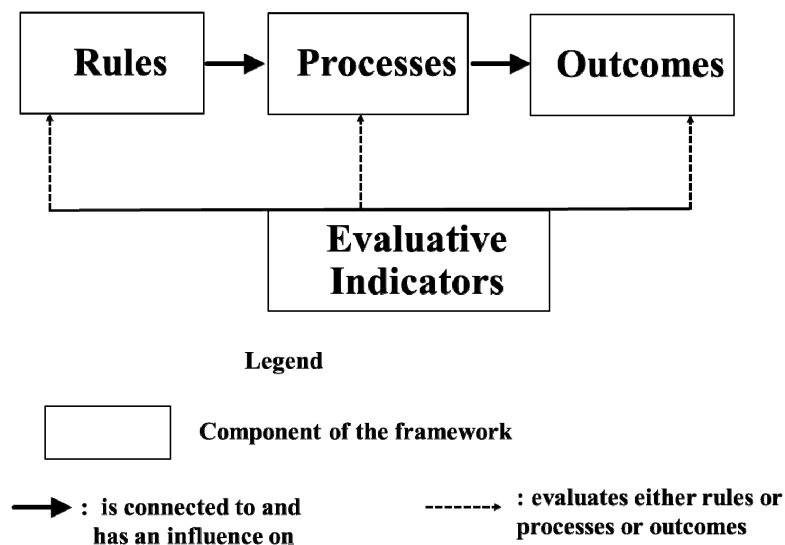 Rules
Processes
Outcomes
Evaluative
Indicators
Legend
Component of the framework
: is connected to and
has an influence on
: evaluates either rules or
processes or outcomes